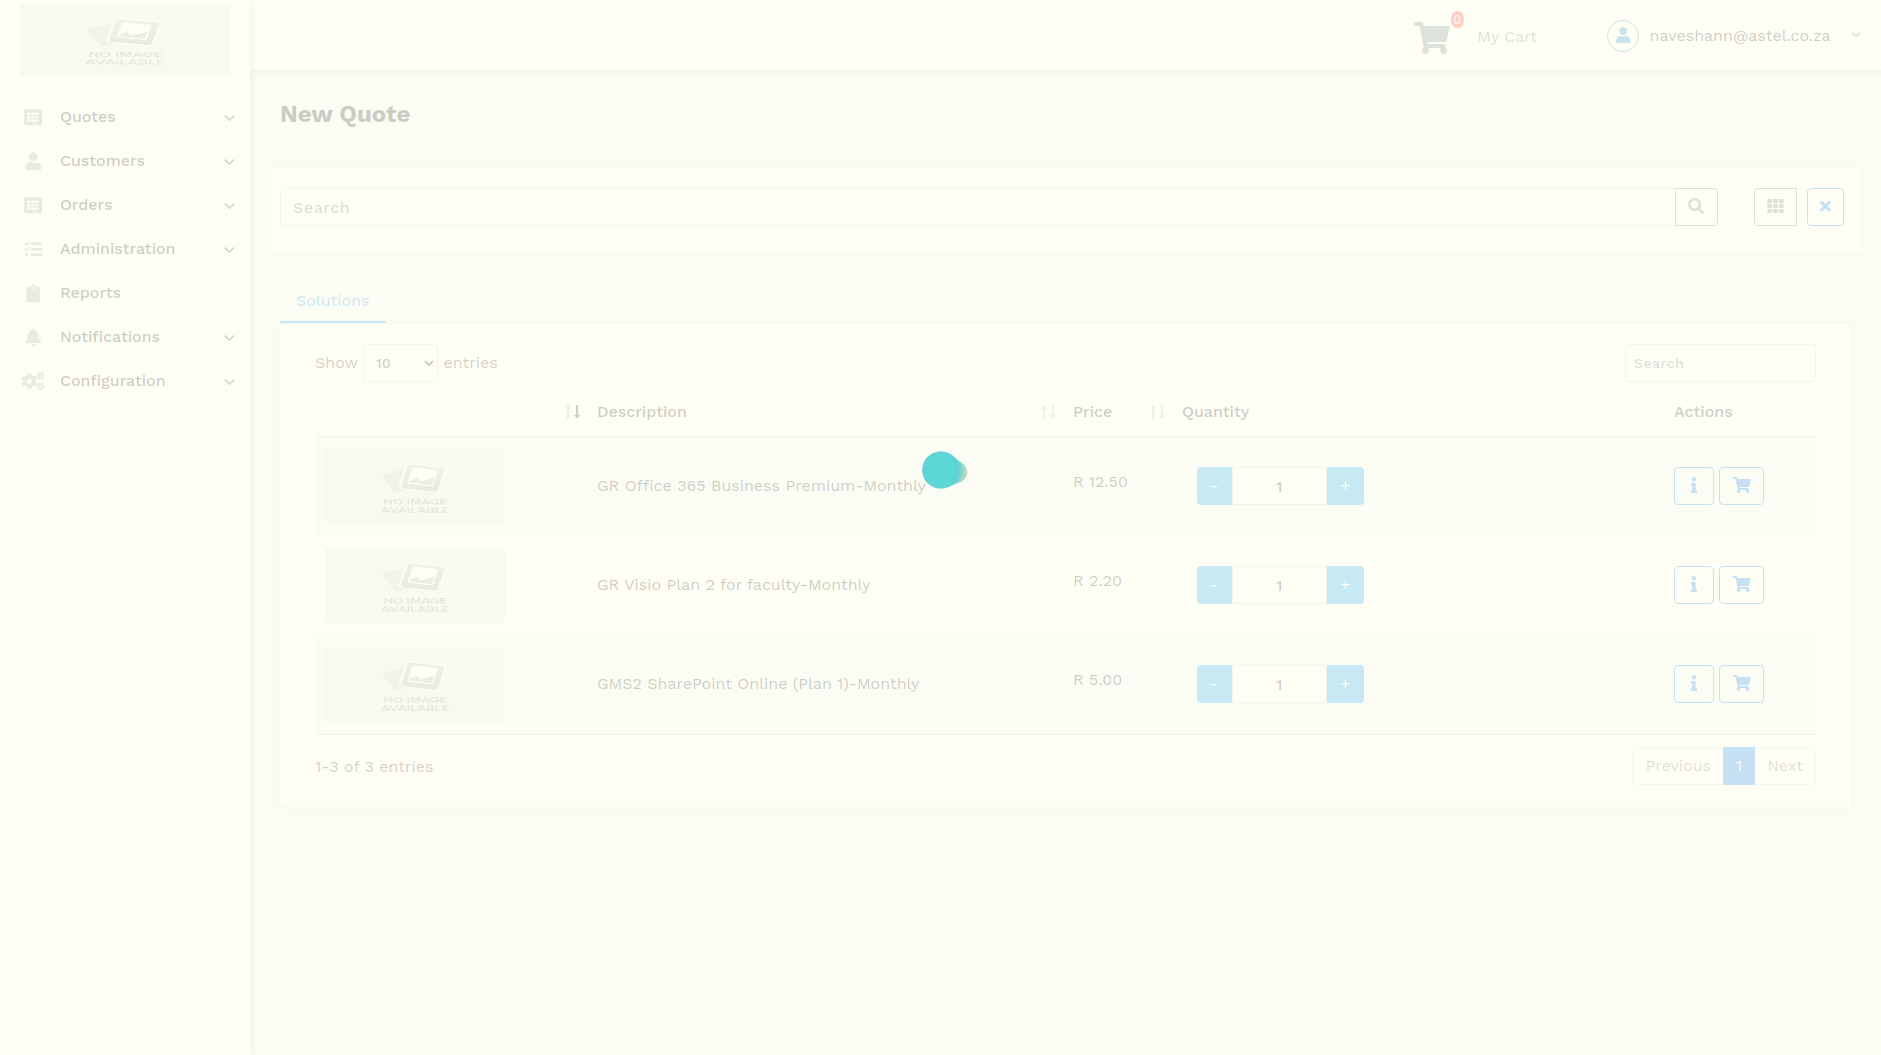 NO IMAGE
AVAILABLE
0
My Cart
naveshann@astel.co.za
Quotes
Customers
Orders
Administration
Reports
Notifications
Configuration
New Quote
Search
Solutions
Show 10 entries
Search
Description Price Quantity Actions
NO IMAGE
AVAILABLE
GR Office 365 Business Premium-Monthly R 12.50 - 1 +
NO IMAGE
AVAILABLE
GR Visio Plan 2 for faculty-Monthly R 2.20 - 1 +
NO IMAGE
AVAILABLE
GMS2 SharePoint Online (Plan 1)-Monthly R 5.00 - 1 +
1-3 of 3 entries
Previous 1 Next